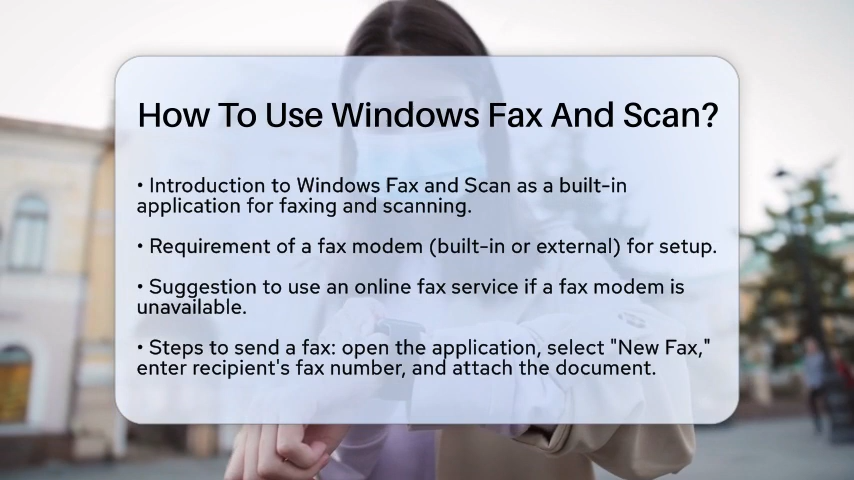 How To Use Windows Fax And Scan?
• Introduction to Windows Fax and Scan as a built-in
application for faxing and scanning.
• Requirement of a fax modem (built-in or external) for setup.
• Suggestion to use an online fax service if a fax modem is
unavailable.
• Steps to send a fax: open the application, select "New Fax,"
enter recipient's fax number, and attach the document.